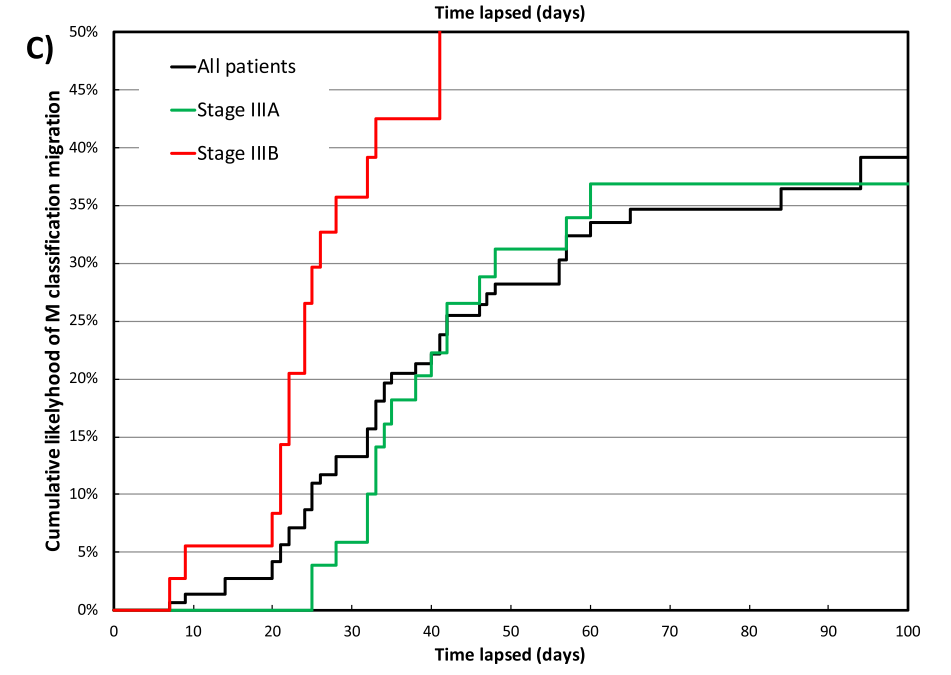 Time lapsed (days)
C)
50%
45%
40%
35%
30%
25%
20%
15%
10%
5%
0%
Cumulative likelyhood of M classification migration
All patients
Stage IIIA
Stage IIIB
0 10 20 30 40 50 60 70 80 90 100
Time lapsed (days)